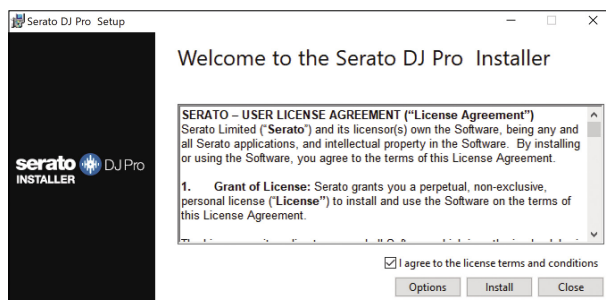 Serato DJ Pro Setup
Welcome to the Serato DJ Pro Installer
SERATO – USER LICENSE AGREEMENT (“License Agreement”)
Serato Limited (“Serato”) and its licensor(s) own the Software, being any and
all Serato applications, and intellectual property in the Software. By installing
or using the Software, you agree to the terms of this License Agreement.
1. Grant of License: Serato grants you a perpetual, non-exclusive,
personal license (“License”) to install and use the Software on the terms of
this License Agreement.
serato DJ Pro
INSTALLER
I agree to the license terms and conditions
Options Install Close